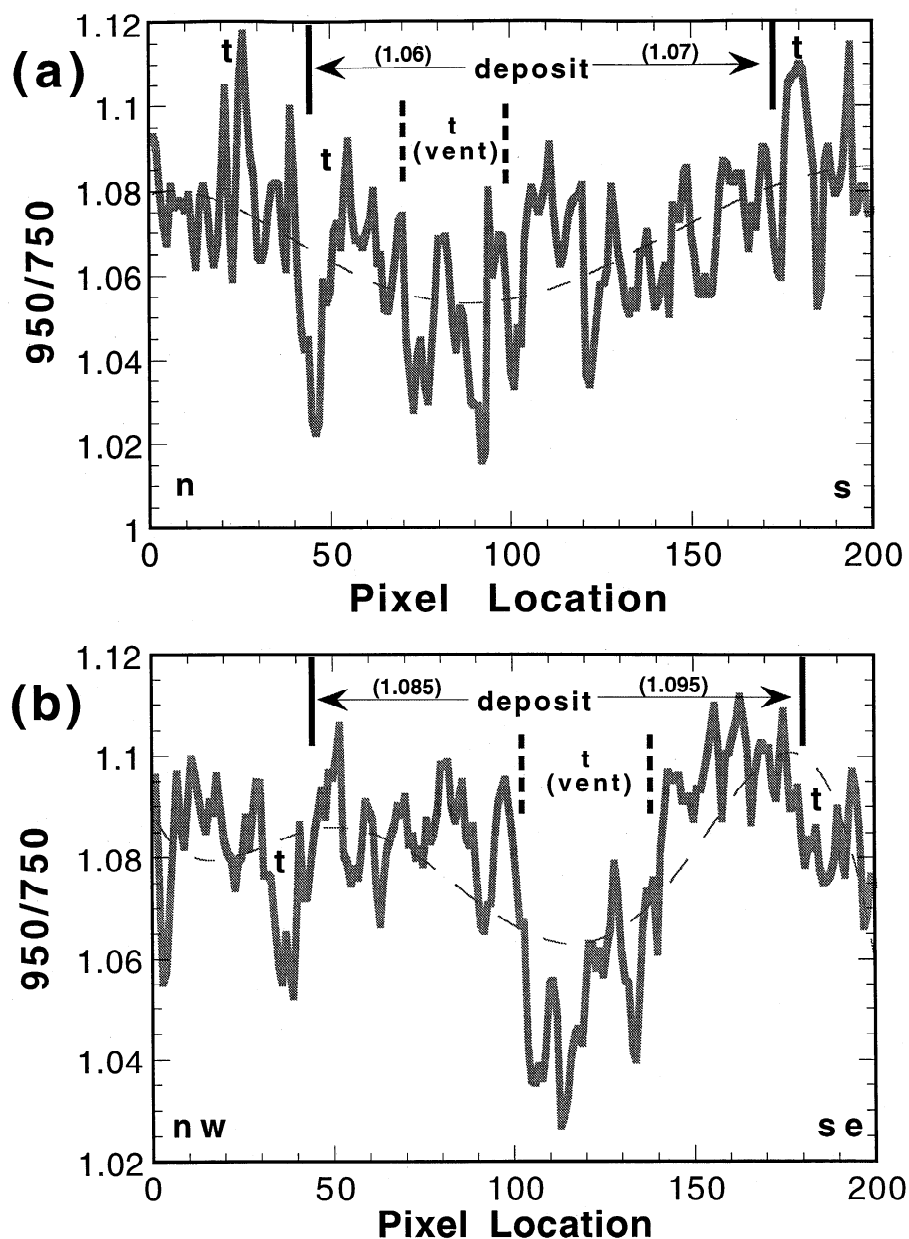 (a)
1.12
t
(1.06)
(1.07)
t
deposit
1.1
t
t
(vent)
1.08
950/750
1.06
1.04
1.02
n
s
1
0 50 100 150 200
Pixel Location
(b)
1.12
(1.085)
(1.095)
deposit
1.1
t
(vent)
t
1.08
t
950/750
1.06
1.04
nw
se
1.02
0 50 100 150 200
Pixel Location